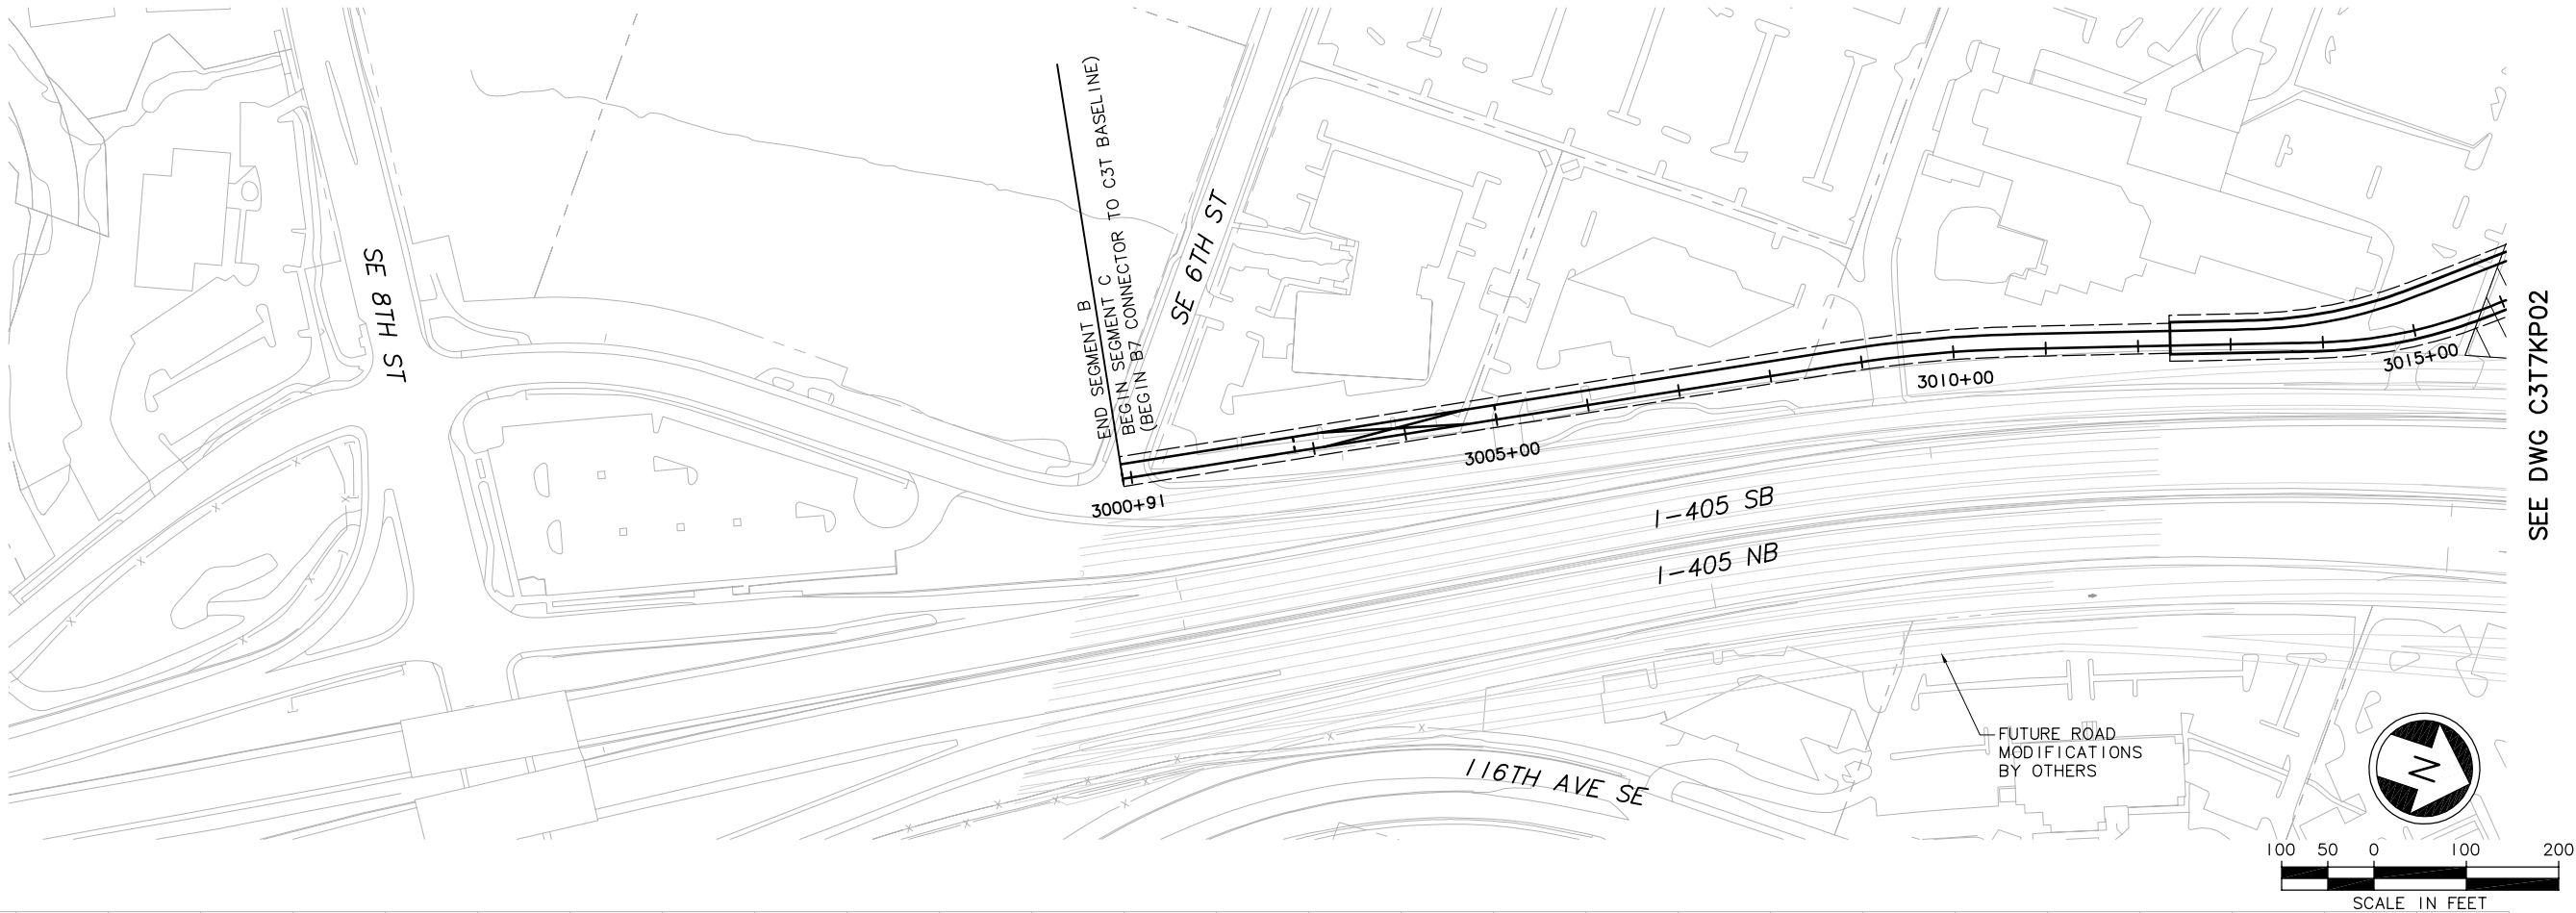 SE 8TH ST
END SEGMENT B
BEGIN SEGMENT C
(BEGIN B7 CONNECTOR TO C3T BASELINE)
SE 6TH ST
3000+91
3005+00
3010+00
3015+00
I-405 SB
I-405 NB
116TH AVE SE
FUTURE ROAD
MODIFICATIONS
BY OTHERS
SEE DWG C3TT7KP02
N
100 50 0 100 200
SCALE IN FEET